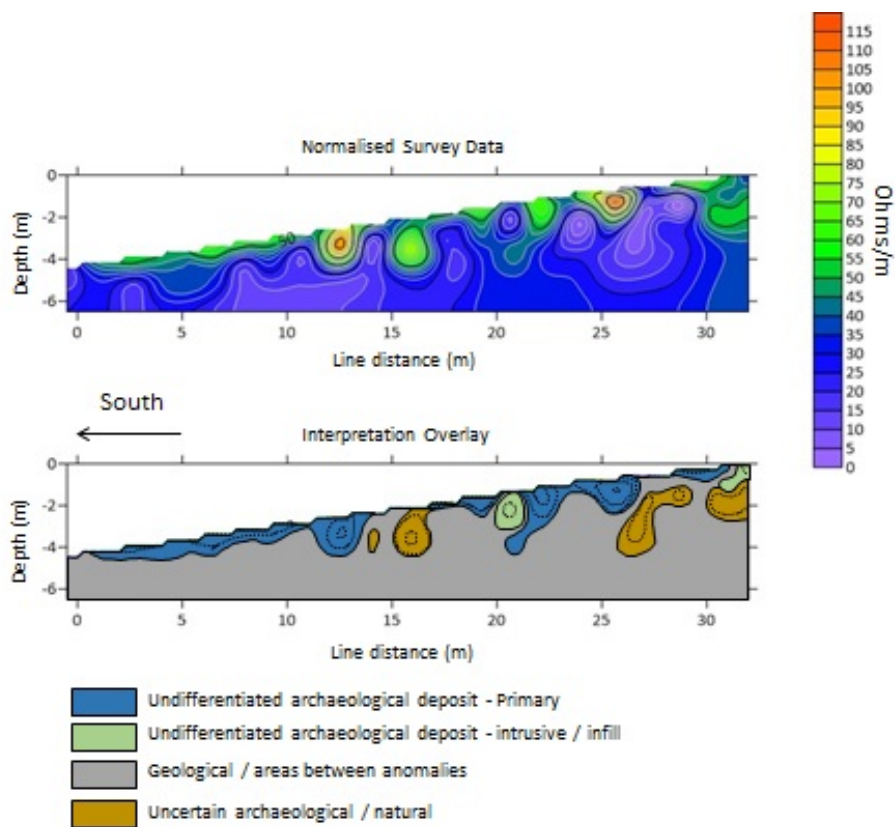 Normalised Survey Data
0
-2
-4
-6
Depth (m)
50
0 5 10 15 20 25 30
Line distance (m)
115
110
105
100
95
90
85
80
75
70
65
60
55
50
45
40
35
30
25
20
15
10
5
0
Ohms/m
South
Interpretation Overlay
0
-2
-4
-6
Depth (m)
0 5 10 15 20 25 30
Line distance (m)
Undifferentiated archaeological deposit - Primary
Undifferentiated archaeological deposit - intrusive / infill
Geological / areas between anomalies
Uncertain archaeological / natural